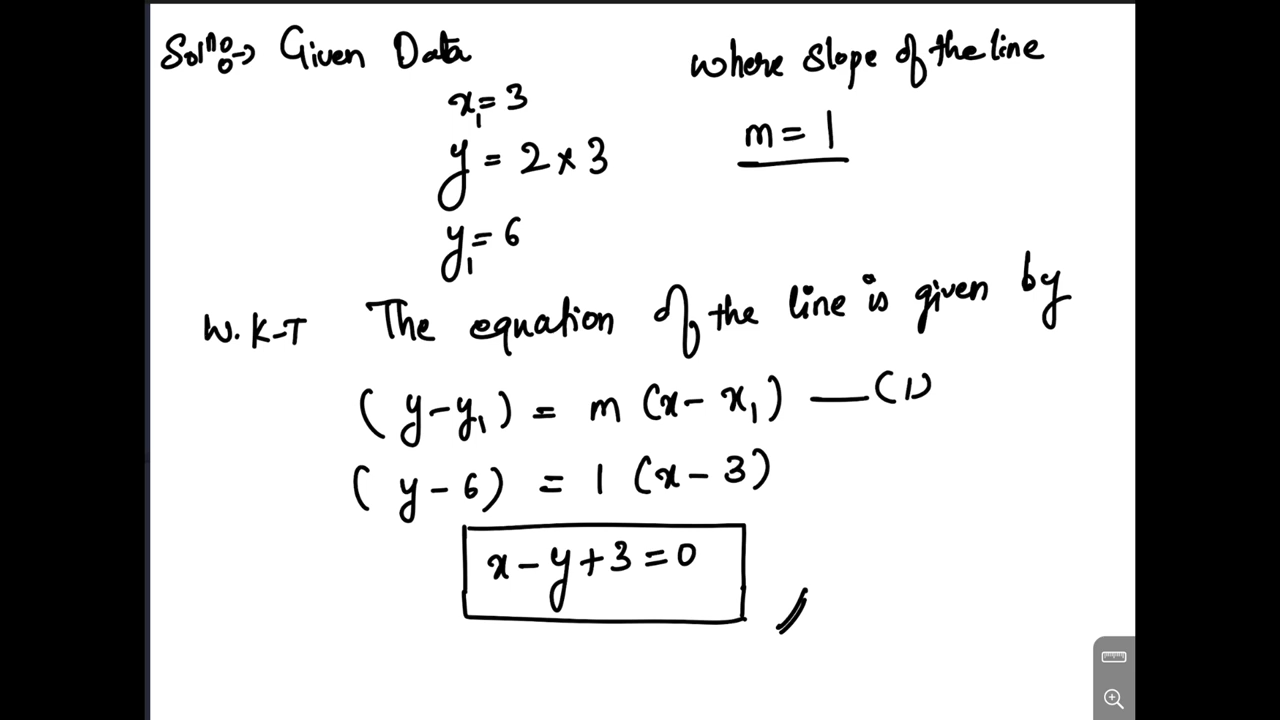 Soln:→ Given Data
x₁= 3
y = 2 × 3
y₁= 6
where slope of the line
m = 1
W.K-T The equation of the line is given by
(y-y₁) = m (x- x₁) —(1)
(y-6) = 1 (x-3)
x-y+3=0